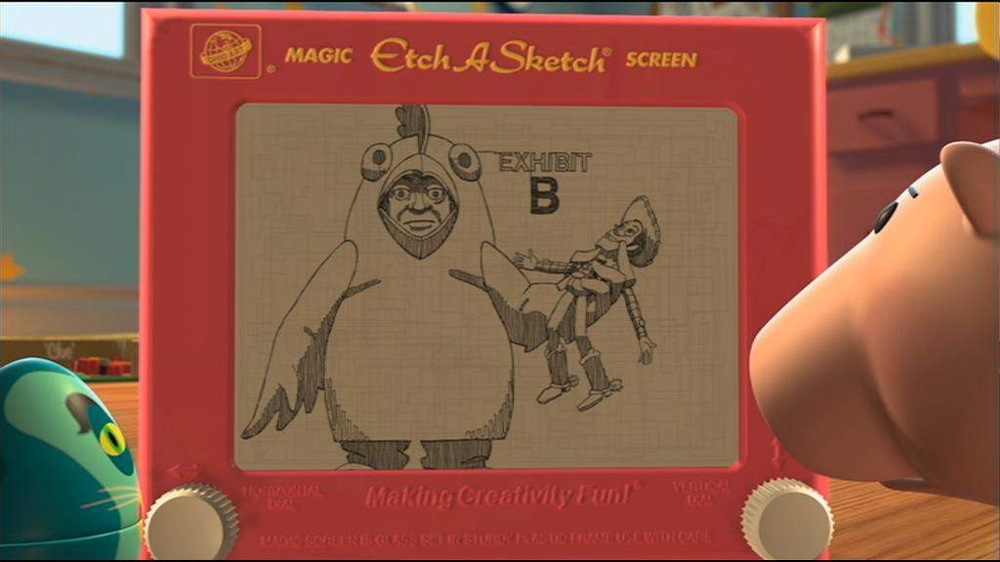 MAGIC Etch A Sketch® SCREEN
EXHIBIT
B
HORIZONTAL
DIAL
Making Creativity Fun!
VERTICAL
DIAL
MAGIC SCREEN IS GLASS SET IN STURDY PLASTIC FRAME USE WITH CARE